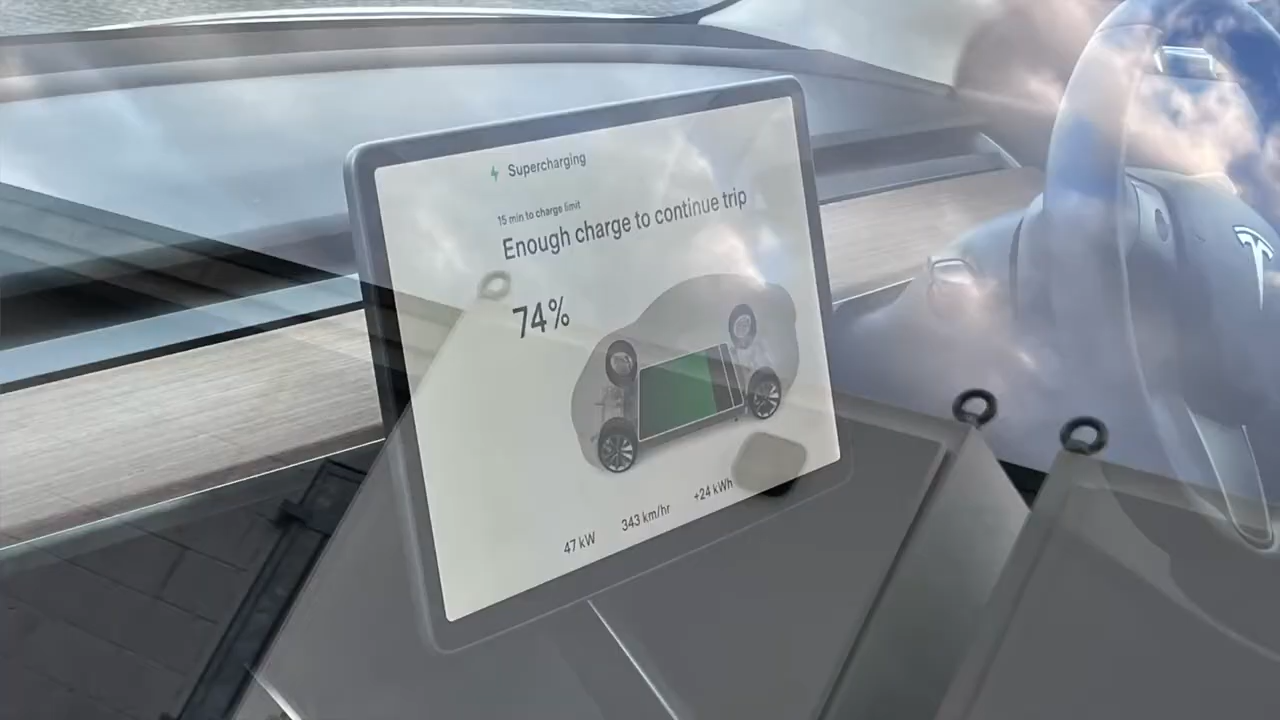 Supercharging
15 min to charge limit
Enough charge to continue trip
74%
47 kW 343 km/hr +24 kWh